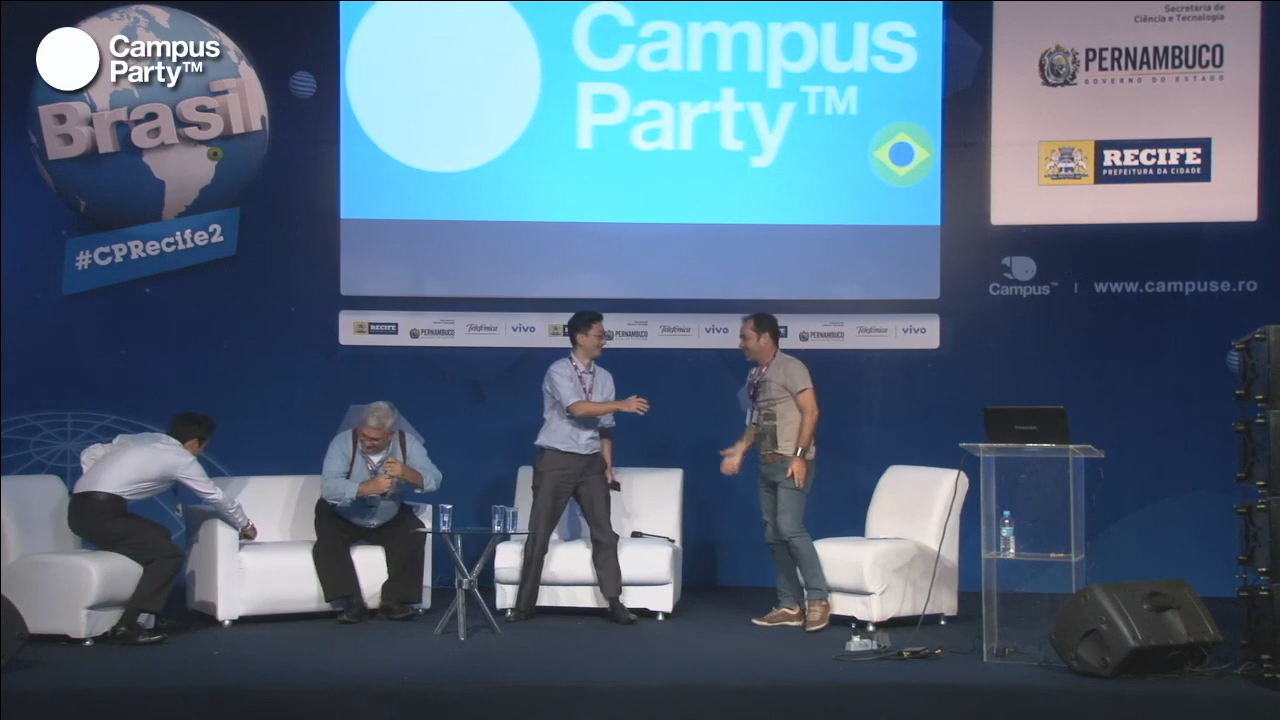 Campus
Party™
Brasil
#CPRecife2
Campus
Party™
Secretaria de
Ciência e Tecnologia
PERNAMBUCO
GOVERNO DO ESTADO
RECIFE
PREFEITURA DA CIDADE
Campus™ | www.campuse.ro
RECIFE PERNAMBUCO Telefónica vivo PERNAMBUCO Telefónica vivo PERNAMBUCO Telefónica vivo